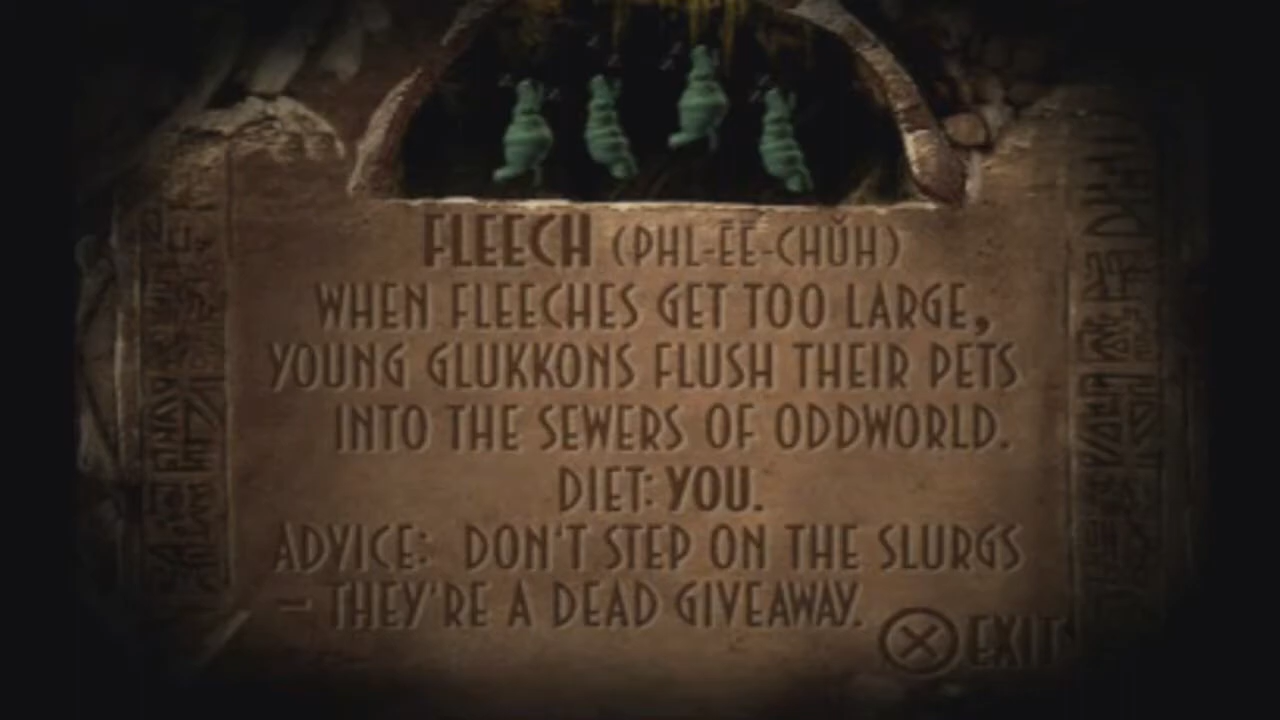 FLEECH (PHL-ĒĒ-CHŬH)
WHEN FLEECHES GET TOO LARGE,
YOUNG GLUKKONS FLUSH THEIR PETS
INTO THE SEWERS OF ODDWORLD.
DIET: YOU.
ADVICE: DON'T STEP ON THE SLURGS
– THEY'RE A DEAD GIVEAWAY.
EXIT